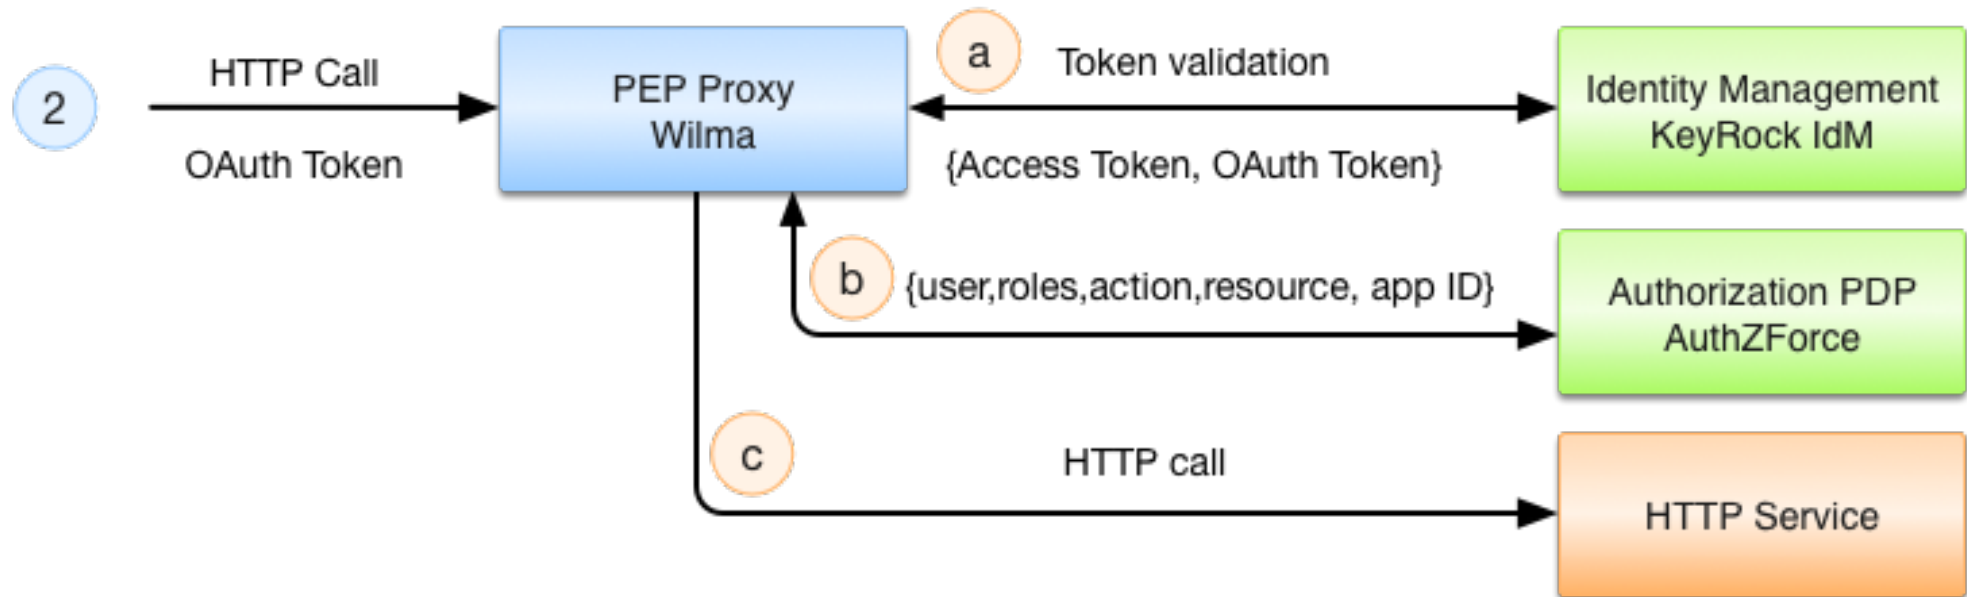 2
HTTP Call
OAuth Token
PEP Proxy
Wilma
a
Token validation
{Access Token, OAuth Token}
Identity Management
KeyRock IdM
b
{user,roles,action,resource, app ID}
Authorization PDP
AuthZForce
c
HTTP call
HTTP Service